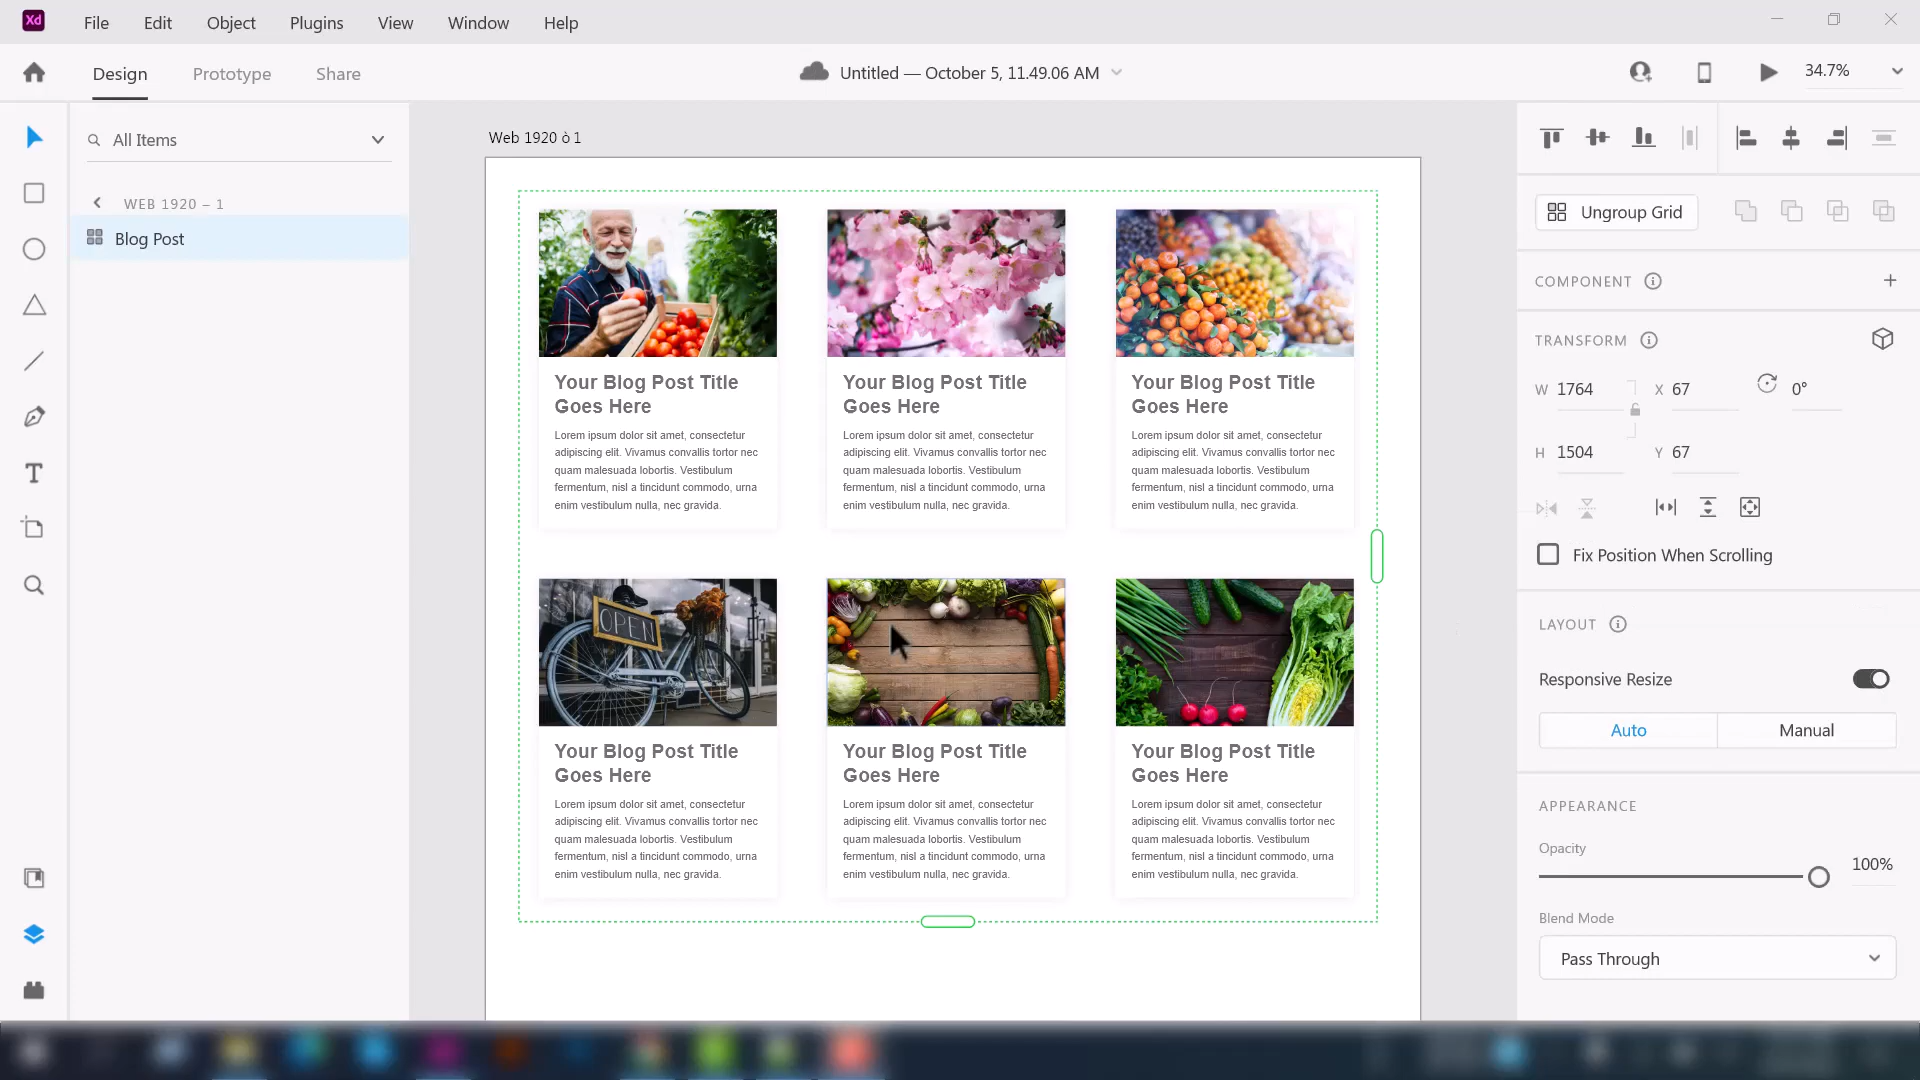 Xd File Edit Object Plugins View Window Help
Design Prototype Share Untitled — October 5, 11.49.06 AM 34.7%
All Items
WEB 1920 – 1
Blog Post
Web 1920 ò 1
Your Blog Post Title
Goes Here
Lorem ipsum dolor sit amet, consectetur
adipiscing elit. Vivamus convallis tortor nec
quam malesuada lobortis. Vestibulum
fermentum, nisl a tincidunt commodo, urna
enim vestibulum nulla, nec gravida.
Your Blog Post Title
Goes Here
Lorem ipsum dolor sit amet, consectetur
adipiscing elit. Vivamus convallis tortor nec
quam malesuada lobortis. Vestibulum
fermentum, nisl a tincidunt commodo, urna
enim vestibulum nulla, nec gravida.
Your Blog Post Title
Goes Here
Lorem ipsum dolor sit amet, consectetur
adipiscing elit. Vivamus convallis tortor nec
quam malesuada lobortis. Vestibulum
fermentum, nisl a tincidunt commodo, urna
enim vestibulum nulla, nec gravida.
OPEN
Your Blog Post Title
Goes Here
Lorem ipsum dolor sit amet, consectetur
adipiscing elit. Vivamus convallis tortor nec
quam malesuada lobortis. Vestibulum
fermentum, nisl a tincidunt commodo, urna
enim vestibulum nulla, nec gravida.
Your Blog Post Title
Goes Here
Lorem ipsum dolor sit amet, consectetur
adipiscing elit. Vivamus convallis tortor nec
quam malesuada lobortis. Vestibulum
fermentum, nisl a tincidunt commodo, urna
enim vestibulum nulla, nec gravida.
Your Blog Post Title
Goes Here
Lorem ipsum dolor sit amet, consectetur
adipiscing elit. Vivamus convallis tortor nec
quam malesuada lobortis. Vestibulum
fermentum, nisl a tincidunt commodo, urna
enim vestibulum nulla, nec gravida.
Ungroup Grid
COMPONENT
TRANSFORM
W 1764 X 67 0°
H 1504 Y 67
Fix Position When Scrolling
LAYOUT
Responsive Resize
Auto Manual
APPEARANCE
Opacity
100%
Blend Mode
Pass Through